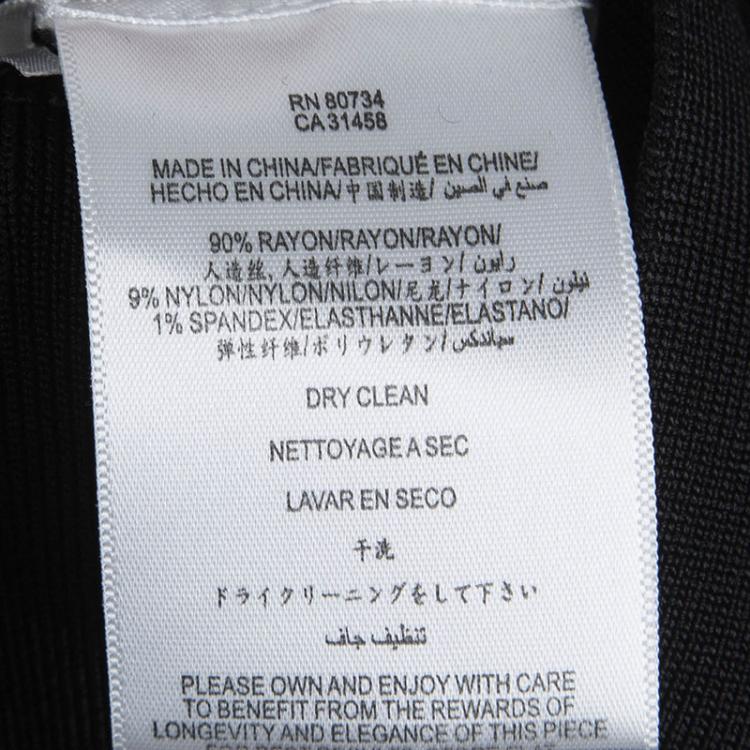 RN 80734
CA 31458
MADE IN CHINA/FABRIQUÉ EN CHINE/
HECHO EN CHINA/中国制造/ صنع في الصين
90% RAYON/RAYON/RAYON/
人造丝,人造纤维/レーヨン/ رايون
9% NYLON/NYLON/NILON/尼龙/ナイロン/ نيلون
1% SPANDEX/ELASTHANNE/ELASTANO/
弹性纤维/ポリウレタン/ سباندكس
DRY CLEAN
NETTOYAGE A SEC
LAVAR EN SECO
干洗
ドライクリーニングをして下さい
تنظيف جاف
PLEASE OWN AND ENJOY WITH CARE
TO BENEFIT FROM THE REWARDS OF
LONGEVITY AND ELEGANCE OF THIS PIECE